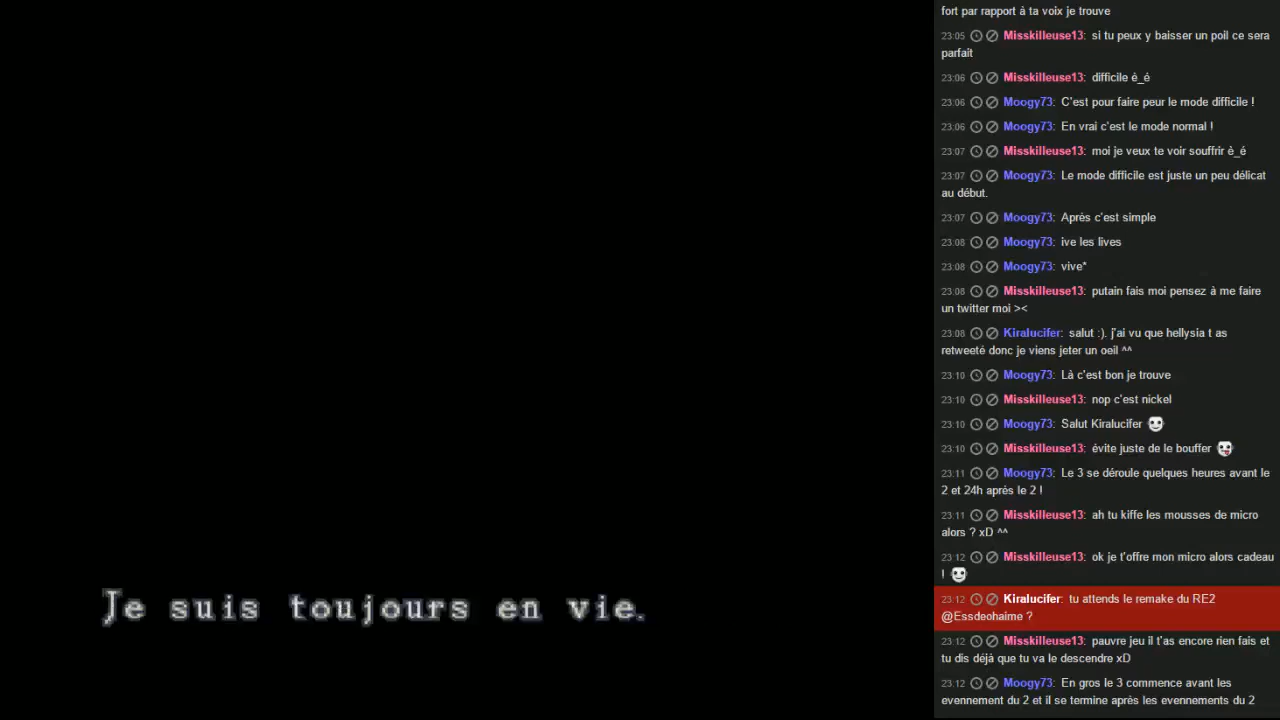 Je suis toujours en vie.
fort par rapport à ta voix je trouve
23:05 Misskilleuse13: si tu peux y baisser un poil ce sera
parfait
23:06 Misskilleuse13: difficile è_é
23:06 Moogy73: C'est pour faire peur le mode difficile !
23:06 Moogy73: En vrai c'est le mode normal !
23:07 Misskilleuse13: moi je veux te voir souffrir è_é
23:07 Moogy73: Le mode difficile est juste un peu délicat
au début.
23:07 Moogy73: Après c'est simple
23:08 Moogy73: ive les lives
23:08 Moogy73: vive*
23:08 Misskilleuse13: putain fais moi pensez à me faire
un twitter moi ><
23:08 Kiralucifer: salut :). j'ai vu que hellysia t as
retweeté donc je viens jeter un oeil ^^
23:10 Moogy73: Là c'est bon je trouve
23:10 Misskilleuse13: nop c'est nickel
23:10 Moogy73: Salut Kiralucifer
23:10 Misskilleuse13: évite juste de le bouffer
23:11 Moogy73: Le 3 se déroule quelques heures avant le
2 et 24h après le 2 !
23:11 Misskilleuse13: ah tu kiffe les mousses de micro
alors ? xD ^^
23:12 Misskilleuse13: ok je t'offre mon micro alors cadeau
!
23:12 Kiralucifer: tu attends le remake du RE2
@Essdeohaime ?
23:12 Misskilleuse13: pauvre jeu il t'as encore rien fais et
tu dis déjà que tu va le descendre xD
23:12 Moogy73: En gros le 3 commence avant les
evennement du 2 et il se termine après les evennements du 2